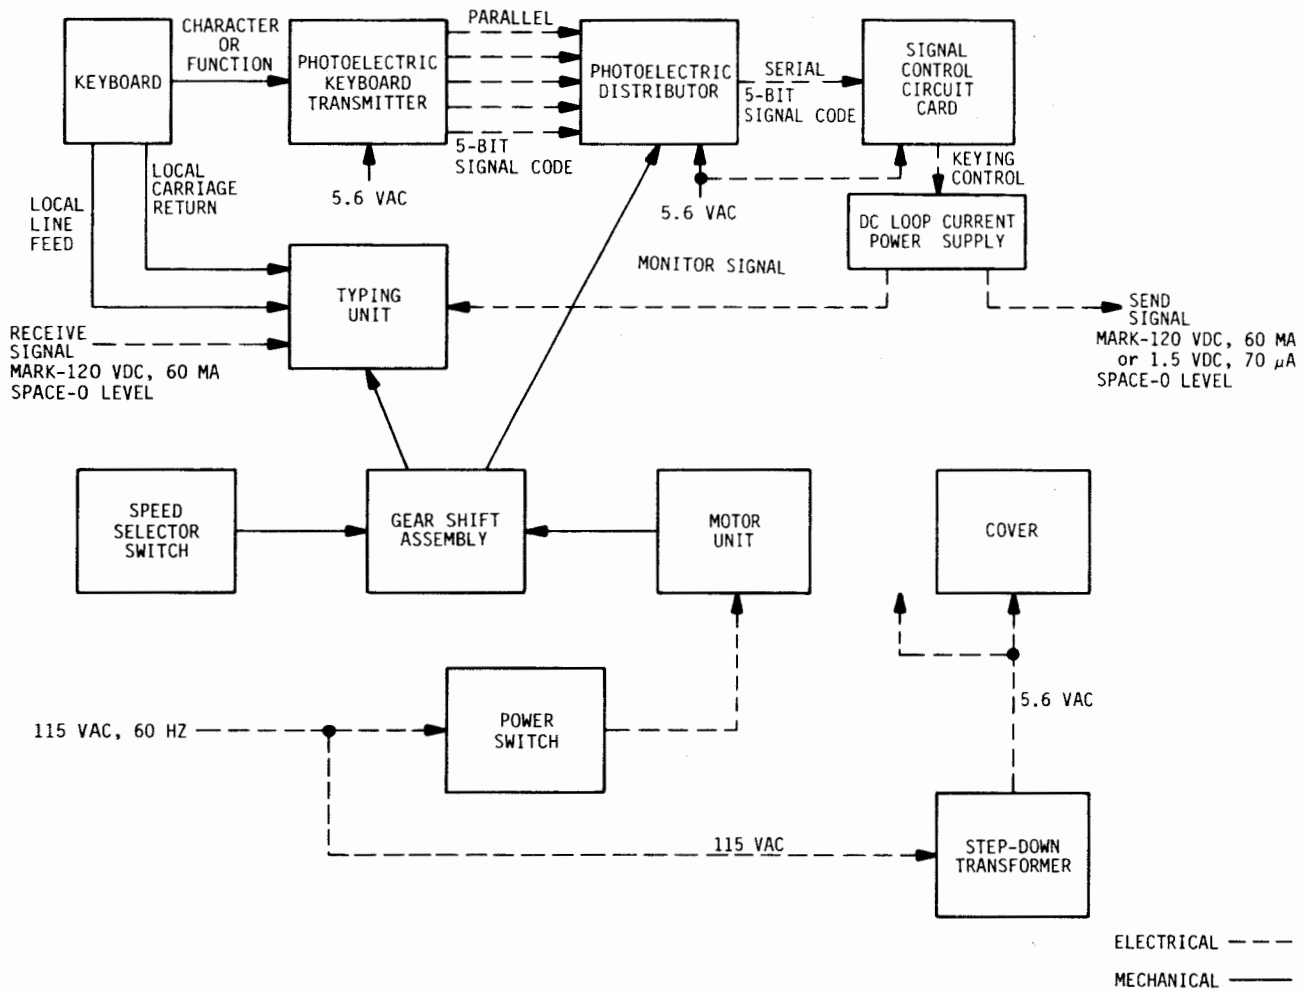 CHARACTER
OR
FUNCTION
PARALLEL
KEYBOARD
PHOTOELECTRIC
KEYBOARD
TRANSMITTER
PHOTOELECTRIC
DISTRIBUTOR
SERIAL
5-BIT
SIGNAL CODE
SIGNAL
CONTROL
CIRCUIT
CARD
5-BIT
SIGNAL CODE
KEYING
CONTROL
LOCAL
CARRIAGE
RETURN
5.6 VAC
5.6 VAC
LOCAL
LINE
FEED
DC LOOP CURRENT
POWER SUPPLY
MONITOR SIGNAL
TYPING
UNIT
RECEIVE
SIGNAL
MARK-120 VDC, 60 MA
SPACE-0 LEVEL
SEND
SIGNAL
MARK-120 VDC, 60 MA
or 1.5 VDC, 70 μA
SPACE-0 LEVEL
SPEED
SELECTOR
SWITCH
GEAR SHIFT
ASSEMBLY
MOTOR
UNIT
COVER
5.6 VAC
115 VAC, 60 HZ
POWER
SWITCH
115 VAC
STEP-DOWN
TRANSFORMER
ELECTRICAL
MECHANICAL